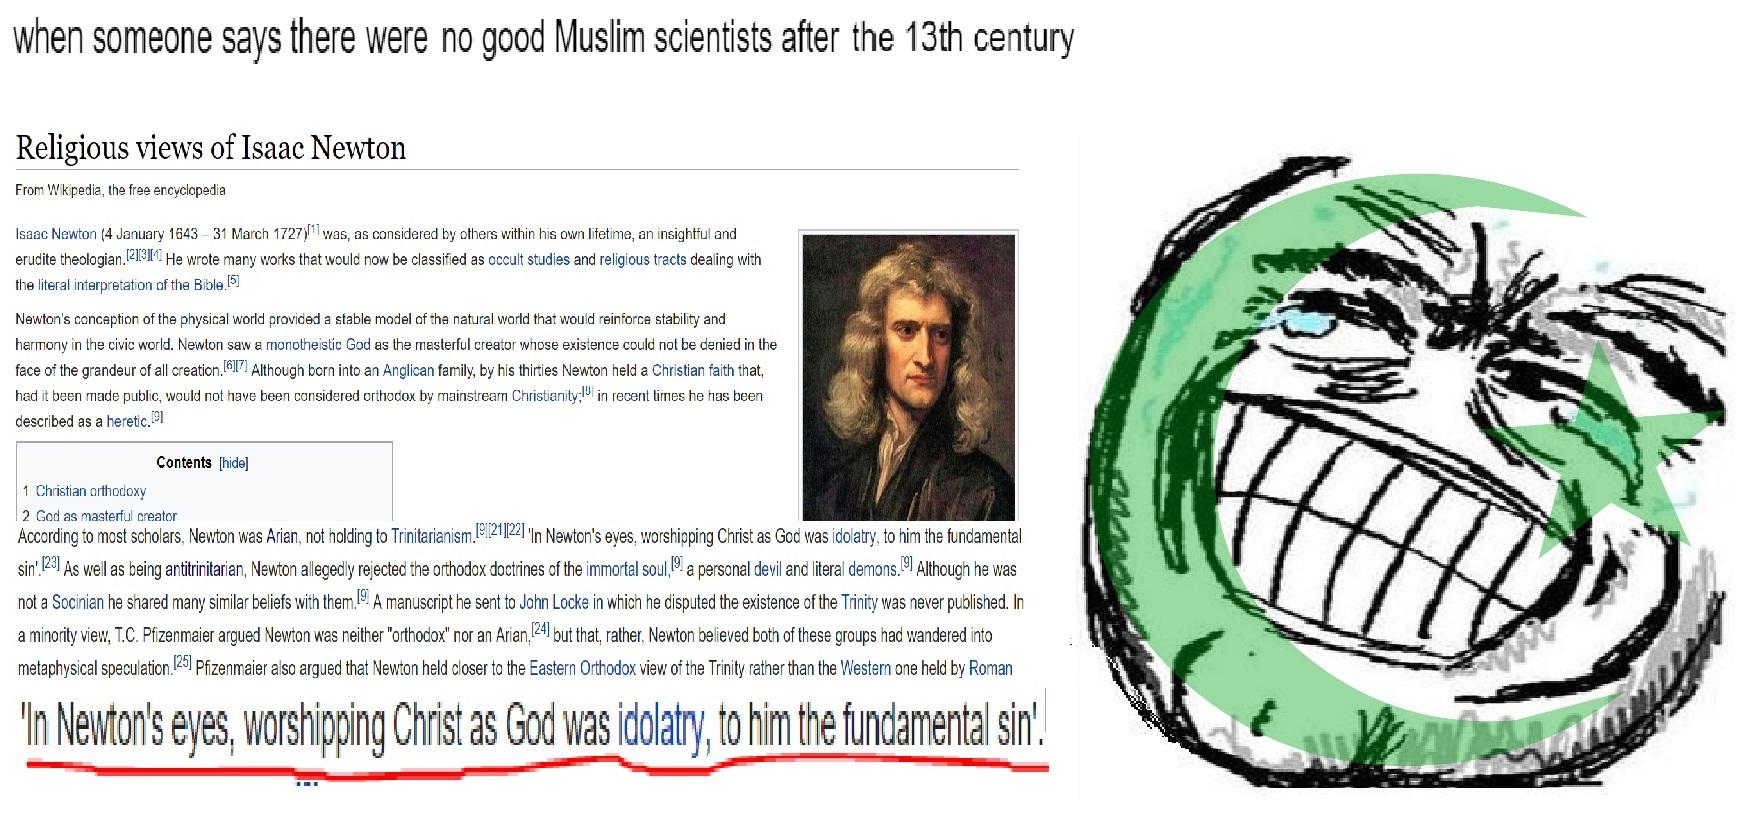 when someone says there were no good Muslim scientists after the 13th century
Religious views of Isaac Newton
From Wikipedia, the free encyclopedia
Isaac Newton (4 January 1643 – 31 March 1727)[1] was, as considered by others within his own lifetime, an insightful and
erudite theologian.[2][3][4] He wrote many works that would now be classified as occult studies and religious tracts dealing with
the literal interpretation of the Bible.[5]
Newton's conception of the physical world provided a stable model of the natural world that would reinforce stability and
harmony in the civic world. Newton saw a monotheistic God as the masterful creator whose existence could not be denied in the
face of the grandeur of all creation.[6][7] Although born into an Anglican family, by his thirties Newton held a Christian faith that,
had it been made public, would not have been considered orthodox by mainstream Christianity;[8] in recent times he has been
described as a heretic.[9]
Contents [hide]
1 Christian orthodoxy
2 God as masterful creator
According to most scholars, Newton was Arian, not holding to Trinitarianism.[9][21][22] 'In Newton's eyes, worshipping Christ as God was idolatry, to him the fundamental
sin'.[23] As well as being antitrinitarian, Newton allegedly rejected the orthodox doctrines of the immortal soul,[9] a personal devil and literal demons.[9] Although he was
not a Socinian he shared many similar beliefs with them.[9] A manuscript he sent to John Locke in which he disputed the existence of the Trinity was never published. In
a minority view, T.C. Pfizenmaier argued Newton was neither "orthodox" nor an Arian,[24] but that, rather, Newton believed both of these groups had wandered into
metaphysical speculation.[25] Pfizenmaier also argued that Newton held closer to the Eastern Orthodox view of the Trinity rather than the Western one held by Roman
'In Newton's eyes, worshipping Christ as God was idolatry, to him the fundamental sin'.